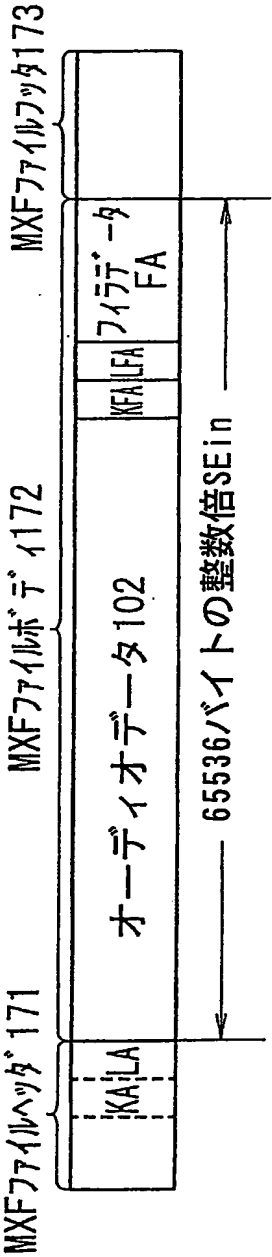 MXFファイルヘッダ171
MXFファイルボディ172
MXFファイルフッタ173
KA
LA
オーディオデータ102
KFA
LFA
フィラデータ
FA
65536バイトの整数倍SEin